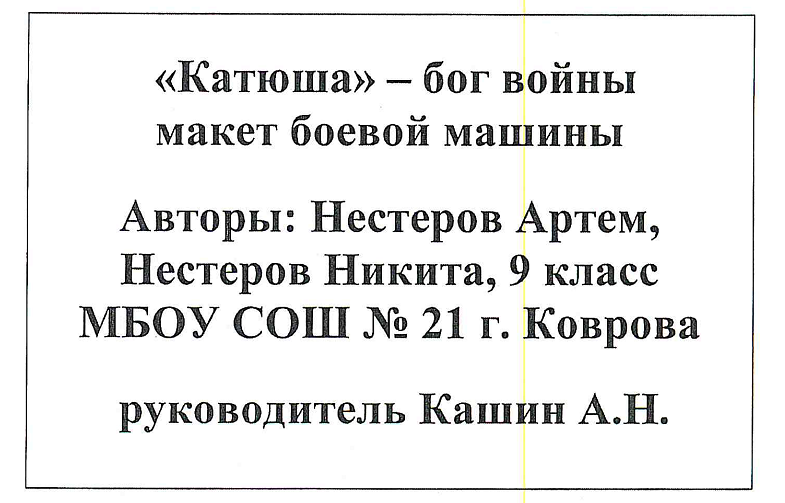 «Катюша» – бог войны
макет боевой машины
Авторы: Нестеров Артем,
Нестеров Никита, 9 класс
МБОУ СОШ № 21 г. Коврова
руководитель Кашин А.Н.